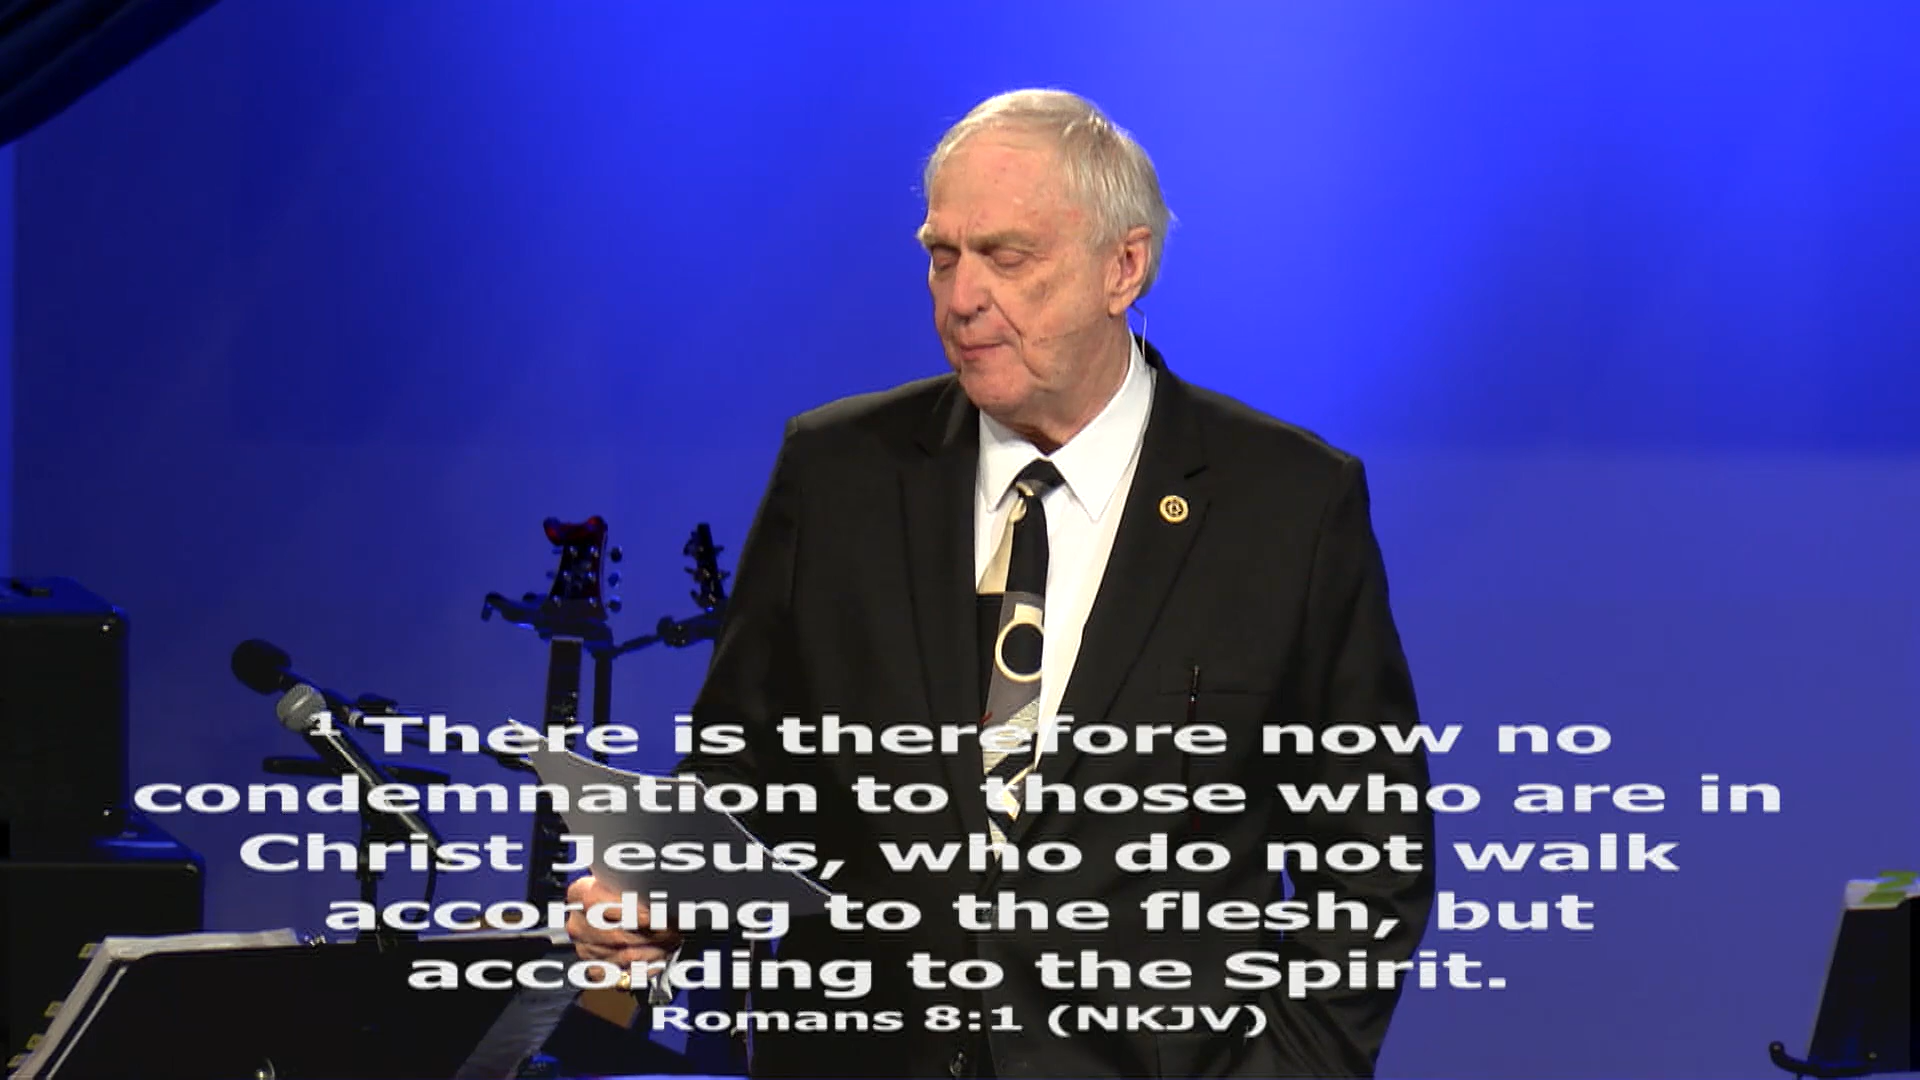 ¹ There is therefore now no
condemnation to those who are in
Christ Jesus, who do not walk
according to the flesh, but
according to the Spirit.
Romans 8:1 (NKJV)